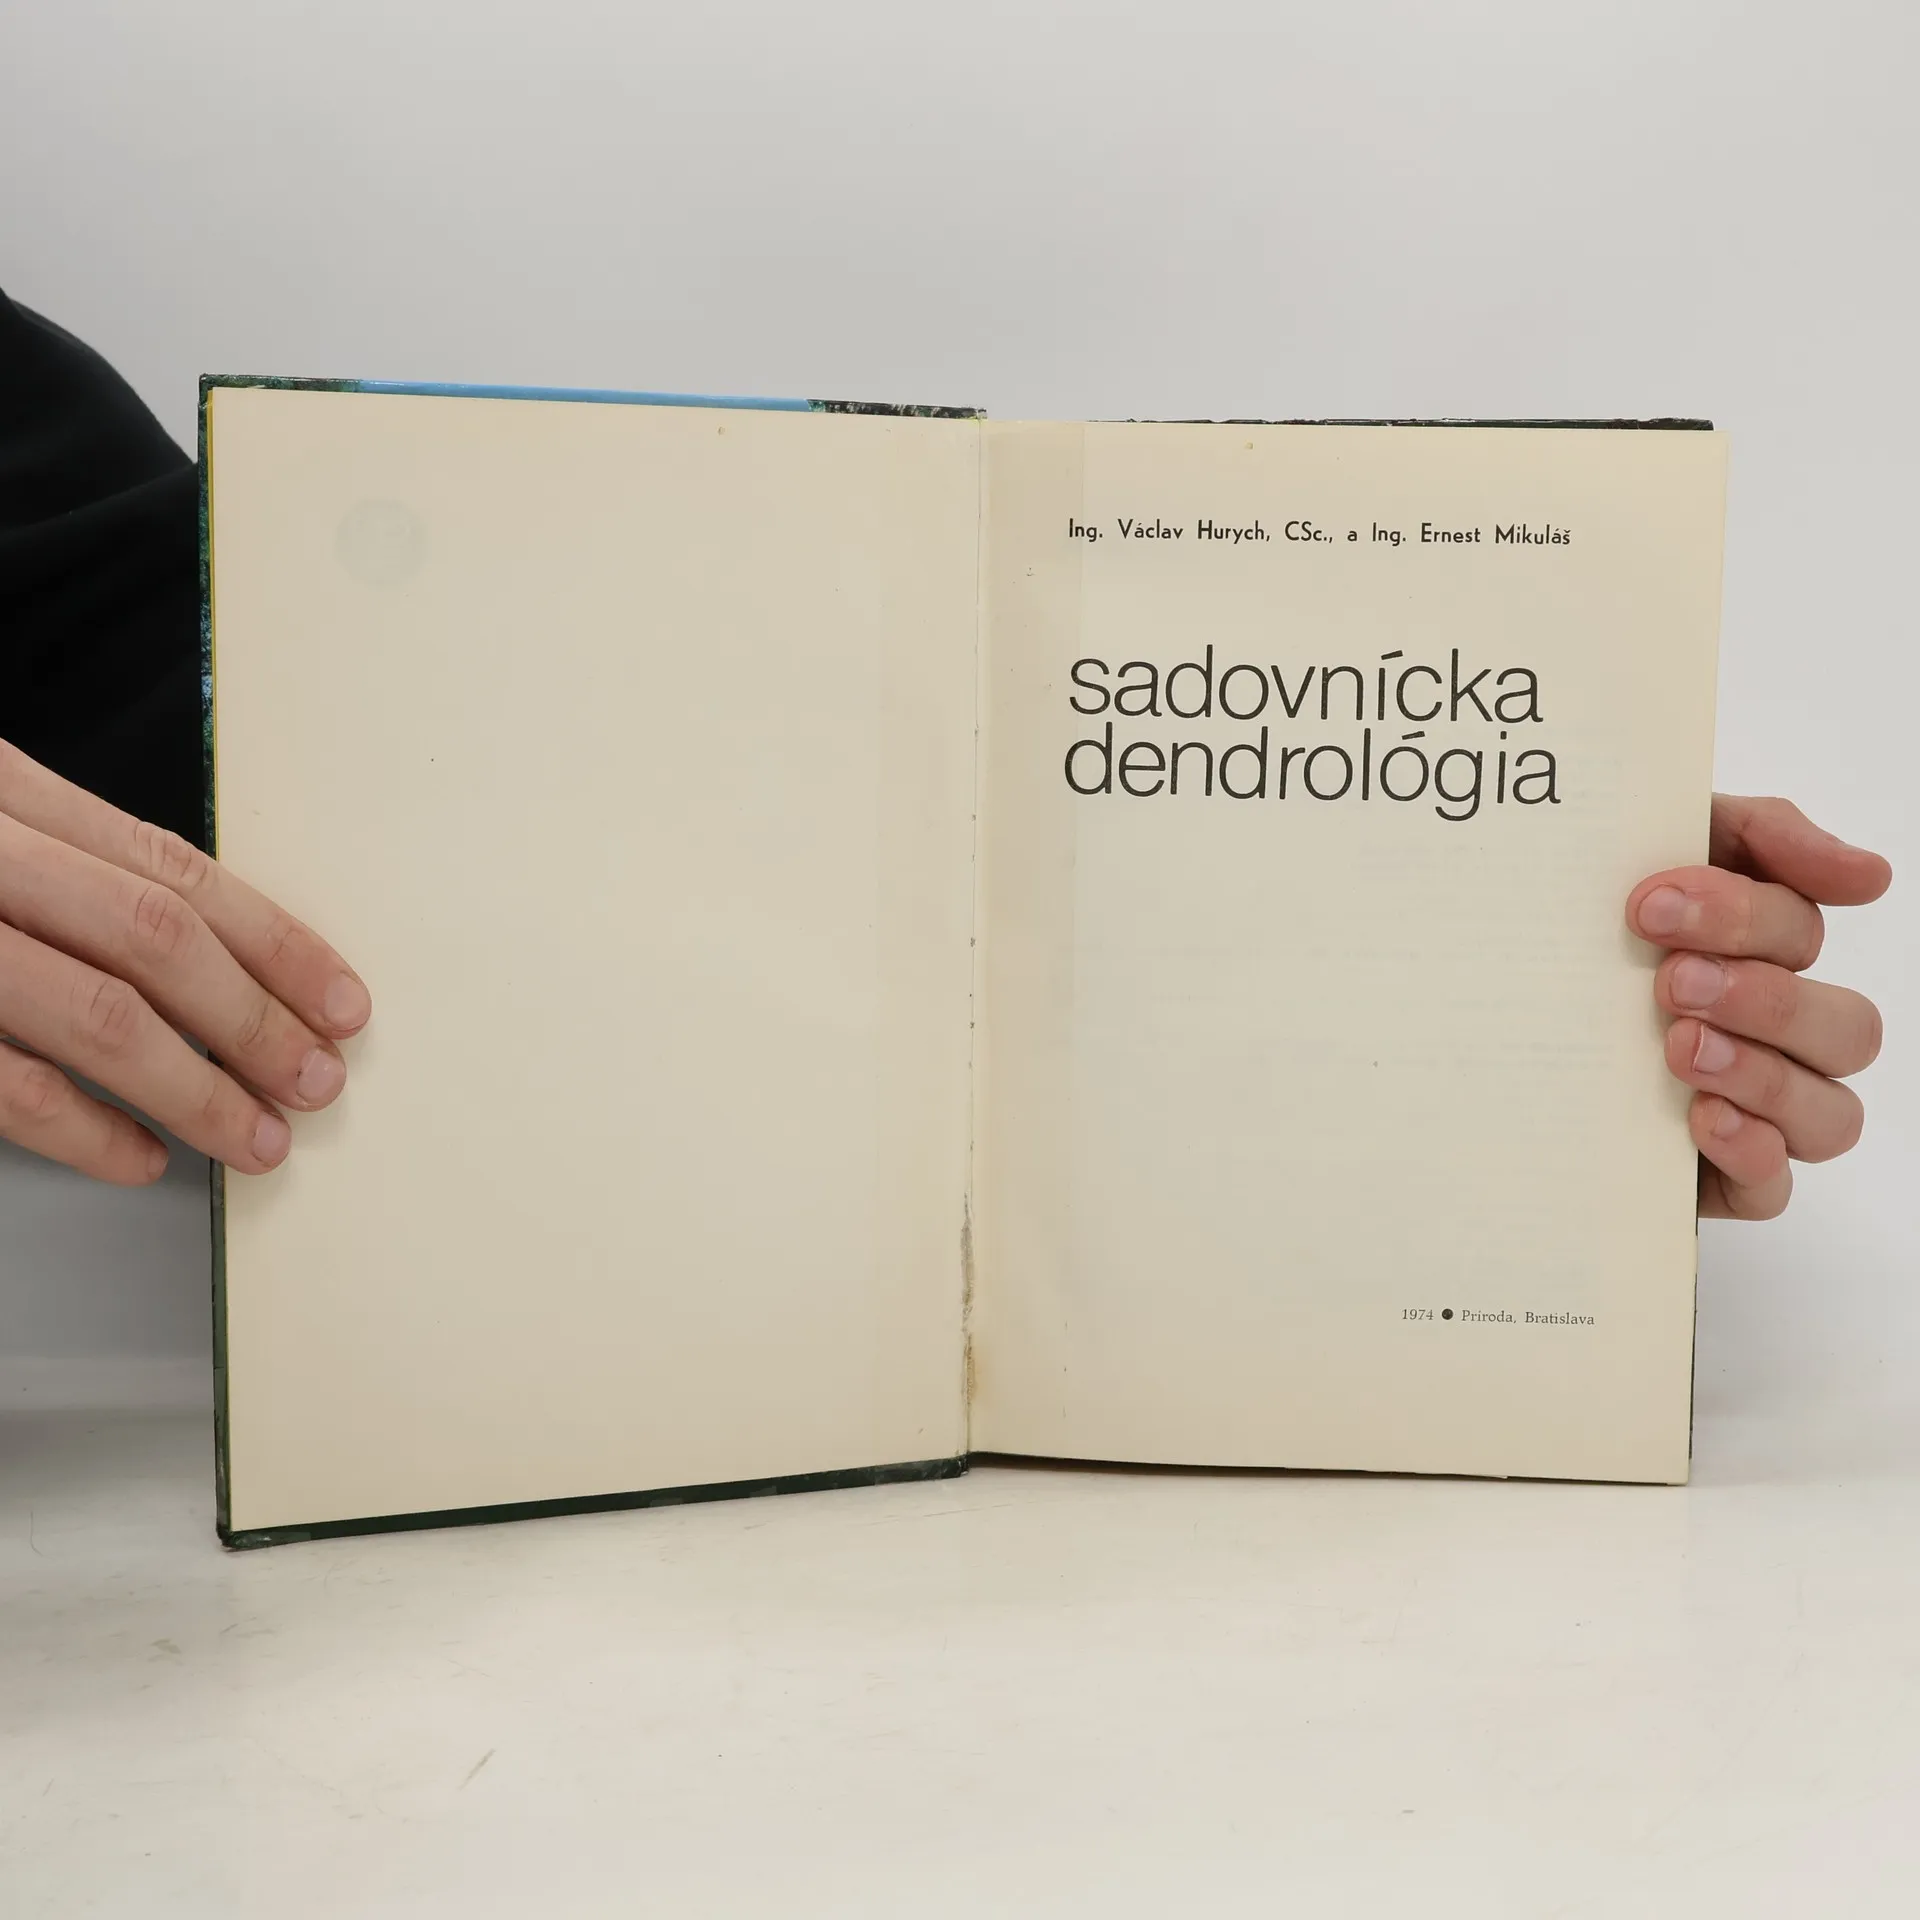 Ing. Václav Hurych, CSc., a Ing. Ernest Mikuláš
sadovnícka
dendrológia
1974 ● Príroda, Bratislava